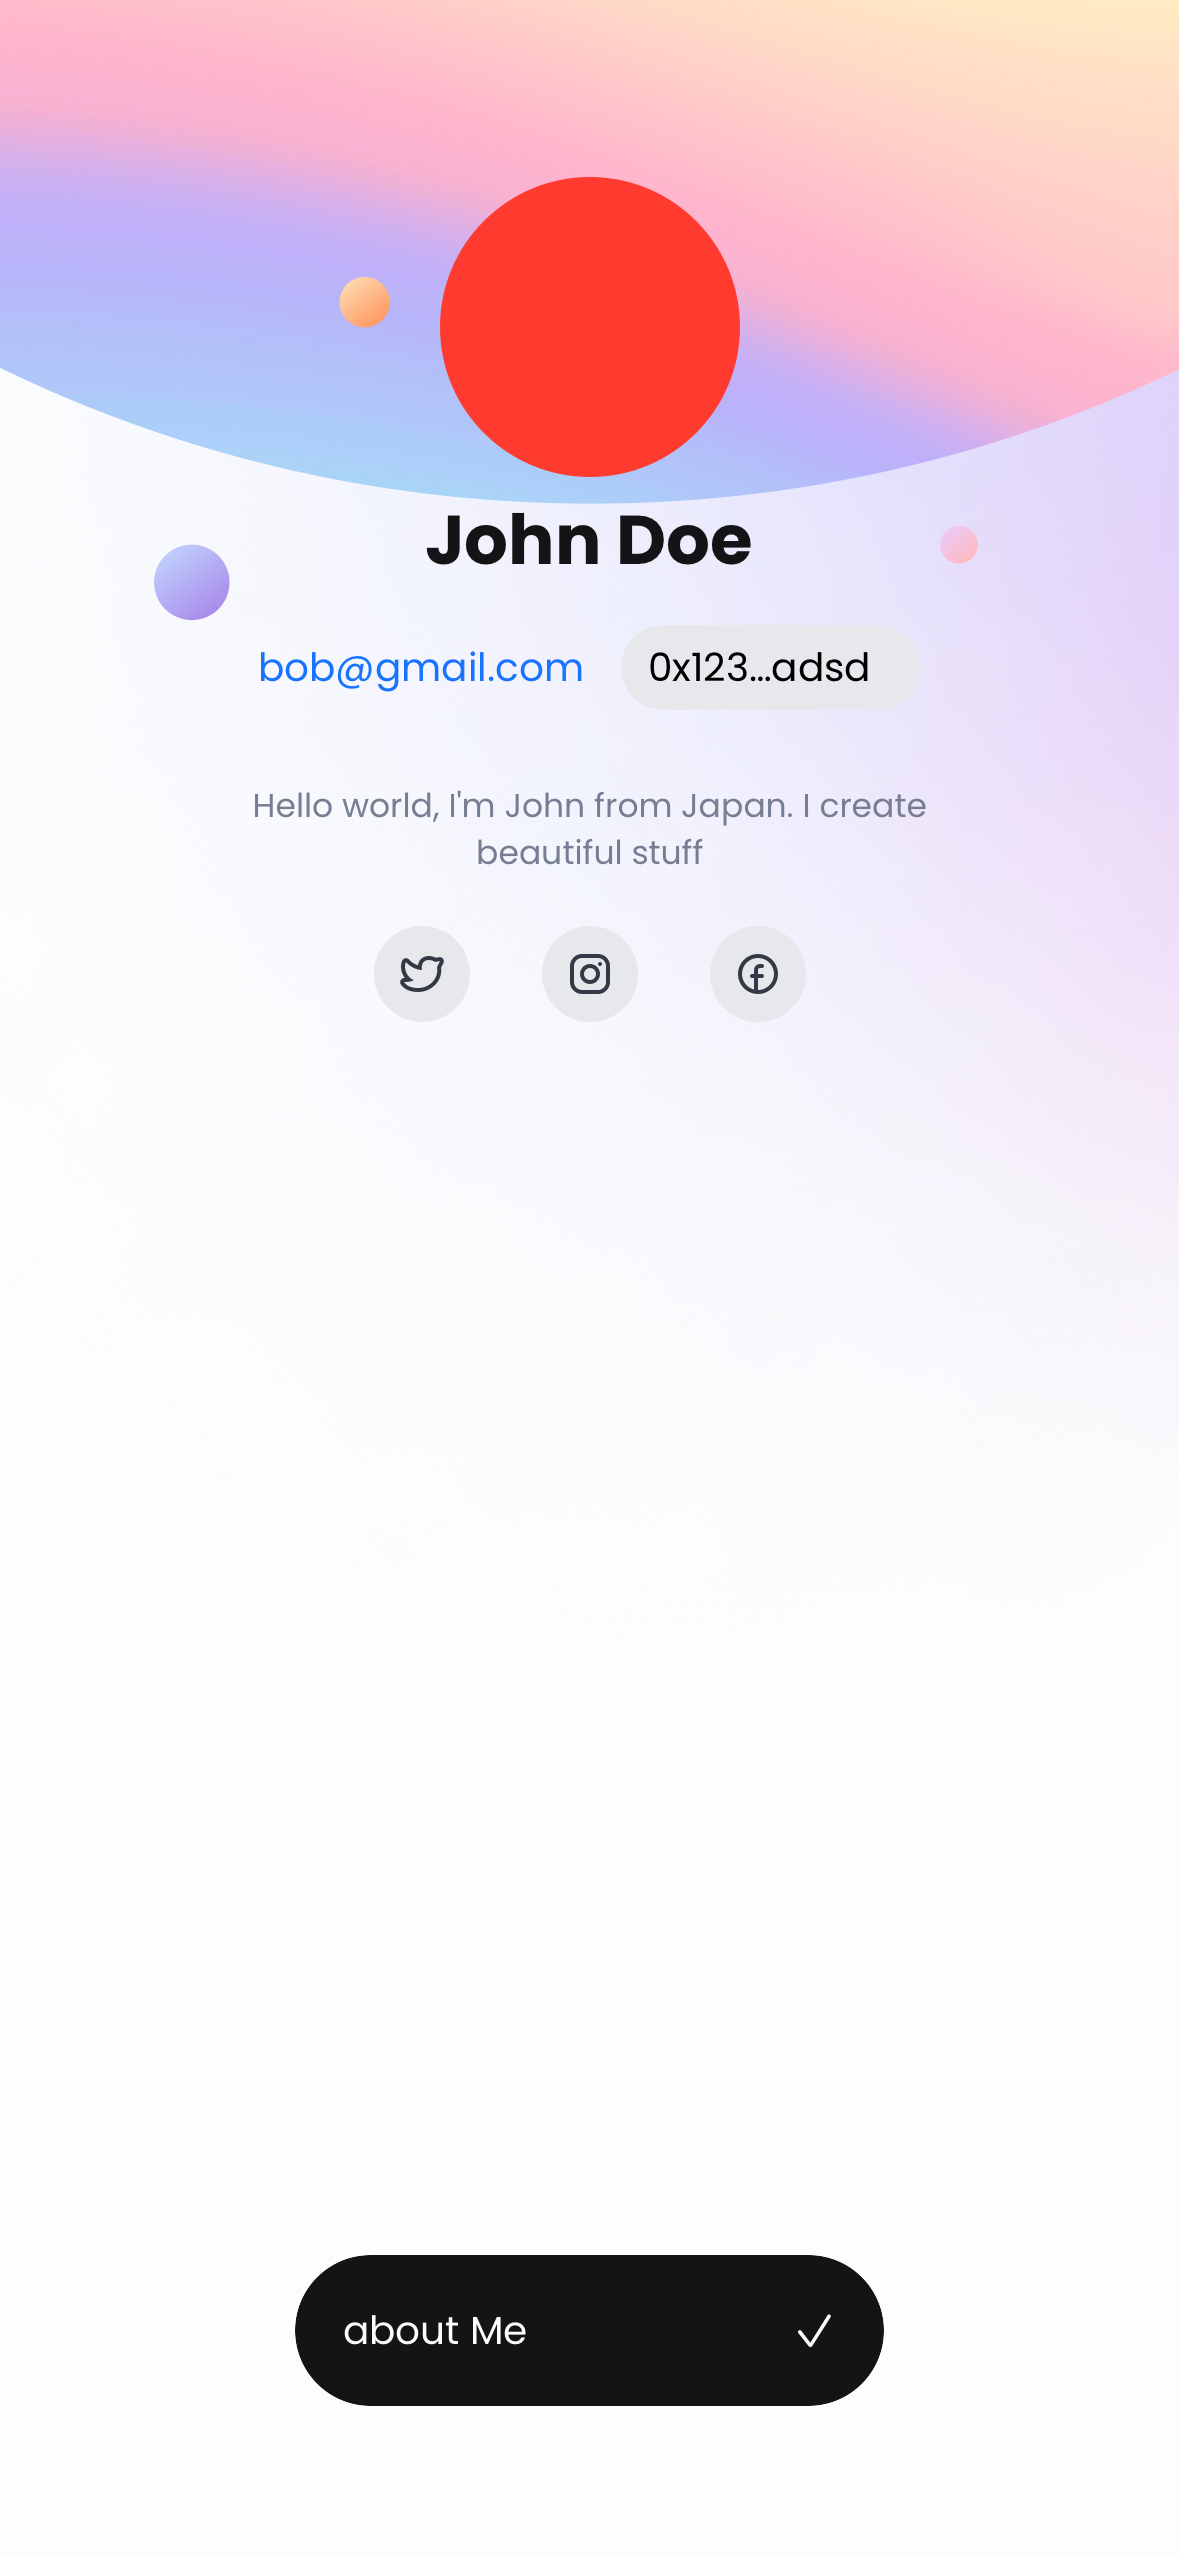 John Doe
bob@gmail.com 0x123...adsd
Hello world, I'm John from Japan. I create
beautiful stuff
about Me